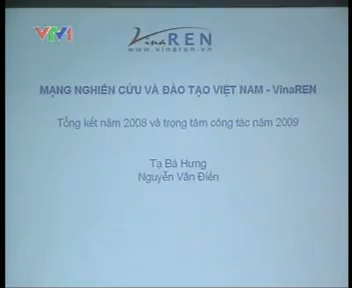 VTV1
VinaREN
www.vinaren.vn
MẠNG NGHIÊN CỨU VÀ ĐÀO TẠO VIỆT NAM - VinaREN
Tổng kết năm 2008 và trọng tâm công tác năm 2009
Tạ Bá Hưng
Nguyễn Văn Điền